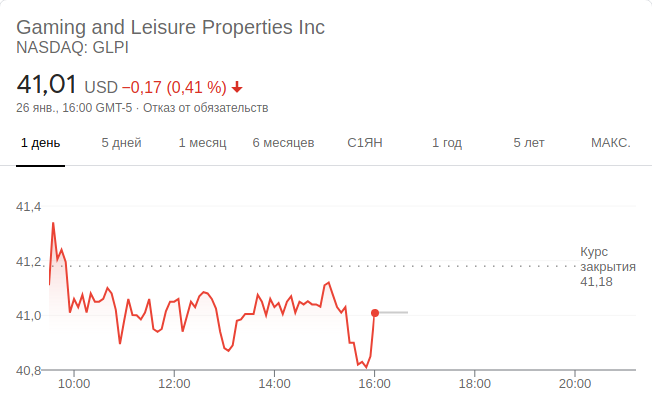 Gaming and Leisure Properties Inc
NASDAQ: GLPI
41,01 USD −0,17 (0,41 %)
26 янв., 16:00 GMT-5 · Отказ от обязательств
1 день 5 дней 1 месяц 6 месяцев С1ЯН 1 год 5 лет МАКС.
41,4
41,2
41,0
40,8
Курс
закрытия
41,18
10:00 12:00 14:00 16:00 18:00 20:00